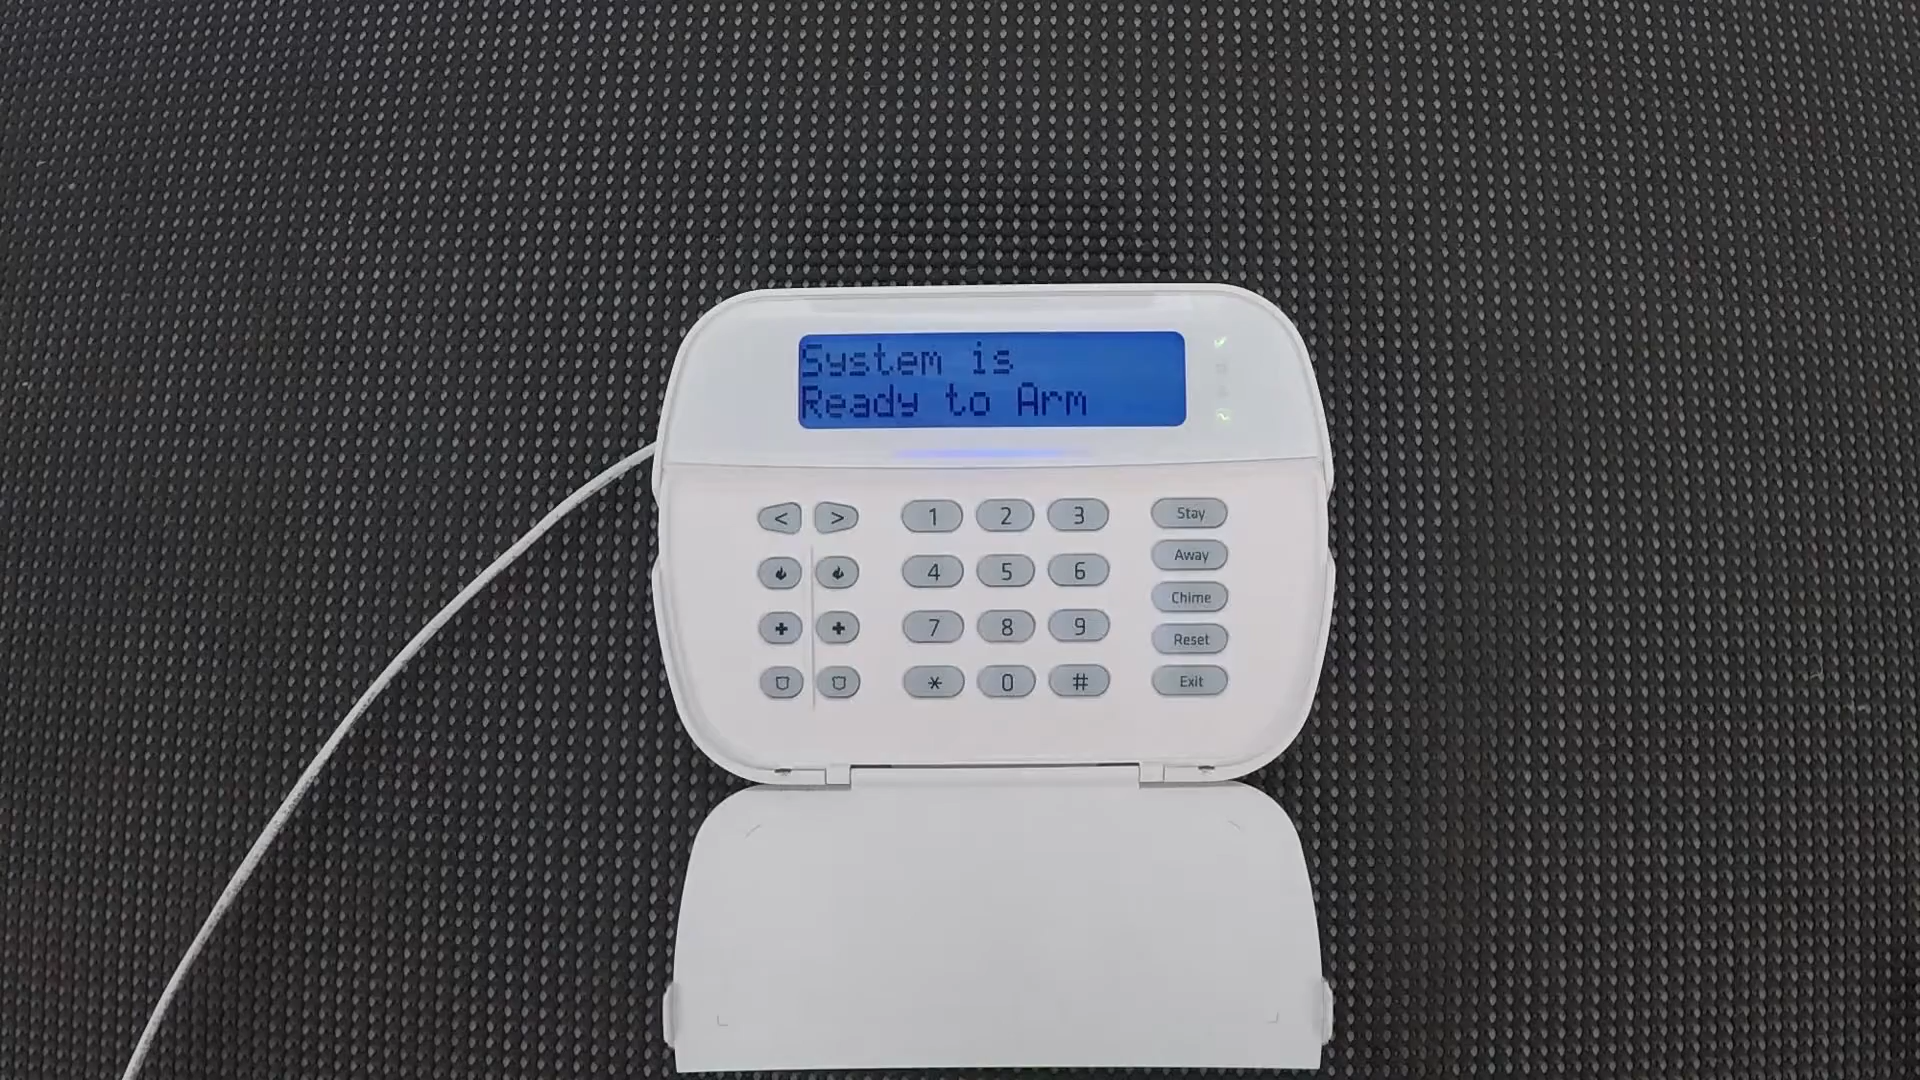 System is
Ready to Arm
< > 1 2 3 Stay
4 5 6 Away
Chime
7 8 9 Reset
* 0 # Exit